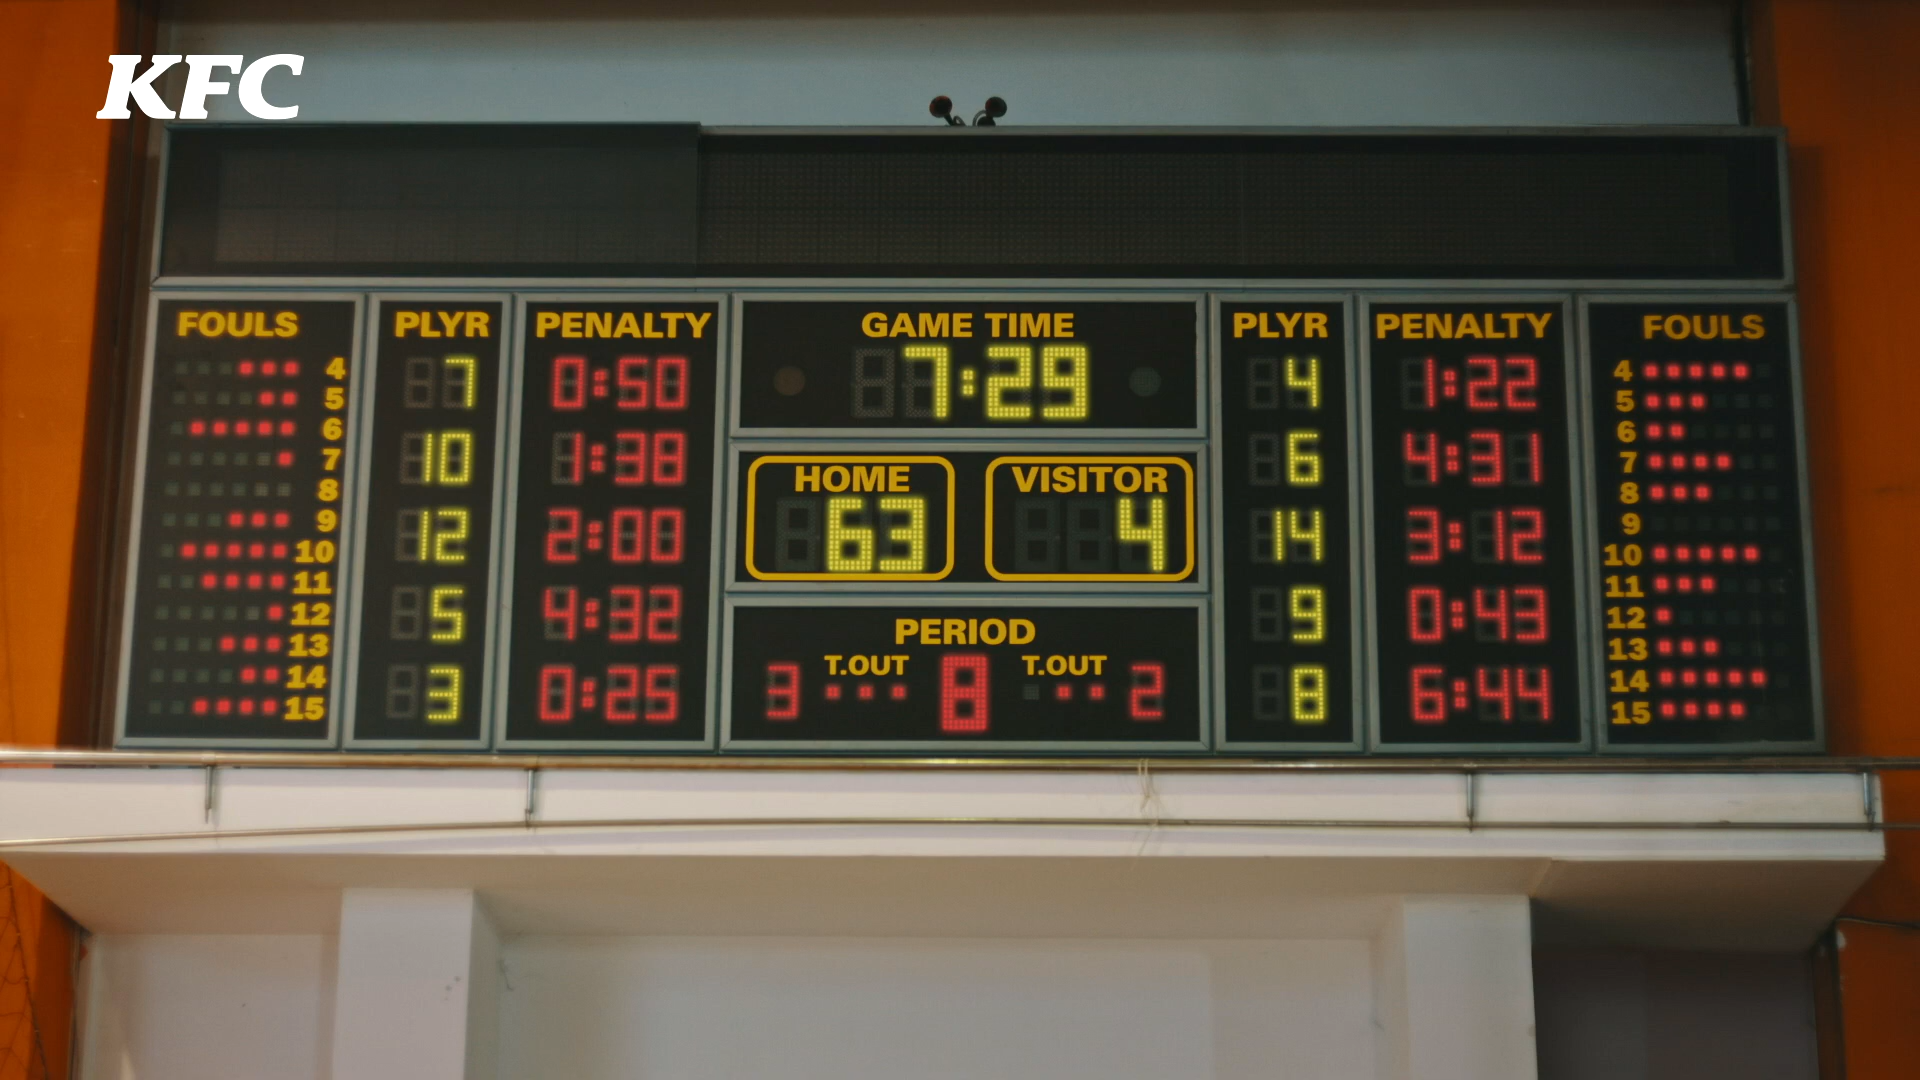 KFC
FOULS PLYR PENALTY GAME TIME PLYR PENALTY FOULS
4 7 0:50 7:29 4 1:22 4
5 5
6 10 1:38 HOME VISITOR 6 4:31 6
7 7
8 63 4 8
9 12 2:00 14 3:12 9
10 10
11 11
12 5 4:32 PERIOD 9 0:43 12
13 T.OUT T.OUT 13
14 3 0:25 3 8 2 8 6:44 14
15 15